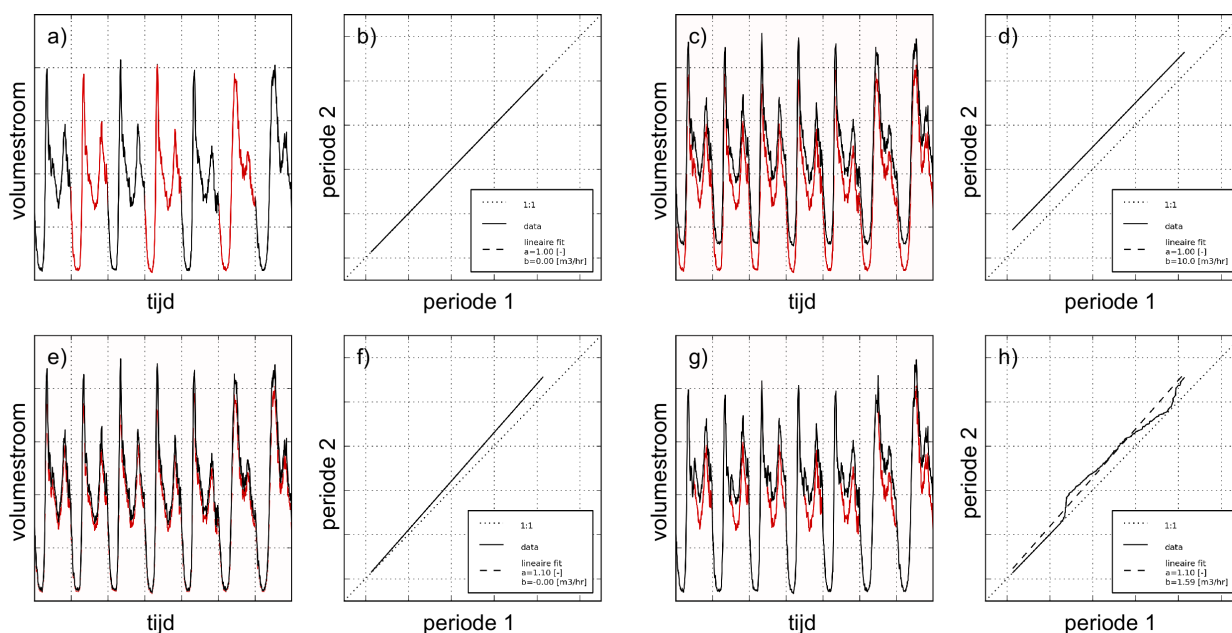 a)
volumestroom
tijd
b)
periode 2
1:1
data
lineaire fit
a=1.00 [-]
b=0.00 [m3/hr]
periode 1
c)
volumestroom
tijd
d)
periode 2
1:1
data
lineaire fit
a=1.00 [-]
b=10.0 [m3/hr]
periode 1
e)
volumestroom
tijd
f)
periode 2
1:1
data
lineaire fit
a=1.10 [-]
b=-0.00 [m3/hr]
periode 1
g)
volumestroom
tijd
h)
periode 2
1:1
data
lineaire fit
a=1.10 [-]
b=1.59 [m3/hr]
periode 1